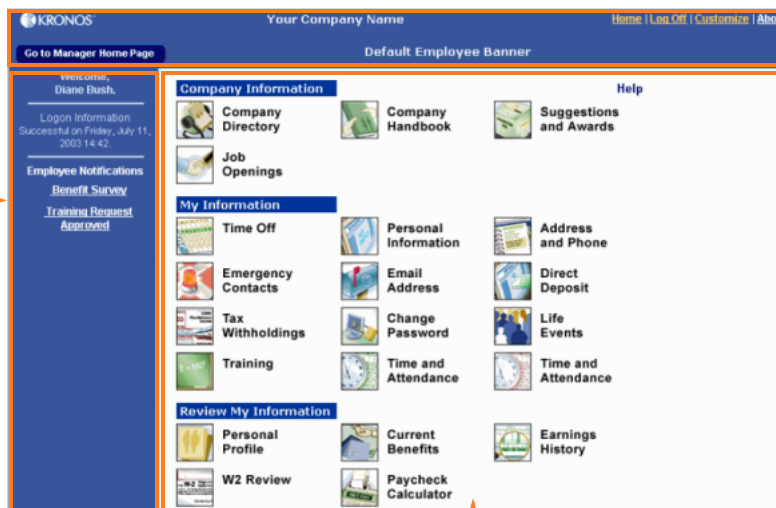 KRONOS
Your Company Name
Home | Log Off | Customize |
Go to Manager Home Page
Default Employee Banner
Welcome,
Diane Bush.
Logon Information
Successful on Friday, July 11,
2003 14:42.
Employee Notifications
Benefit Survey
Training Request
Approved
Company Information
Help
Company
Directory
Company
Handbook
Suggestions
and Awards
Job
Openings
My Information
Time Off
Personal
Information
Address
and Phone
Emergency
Contacts
Email
Address
Direct
Deposit
Tax
Withholdings
Change
Password
Life
Events
Training
Time and
Attendance
Time and
Attendance
Review My Information
Personal
Profile
Current
Benefits
Earnings
History
W2 Review
Paycheck
Calculator